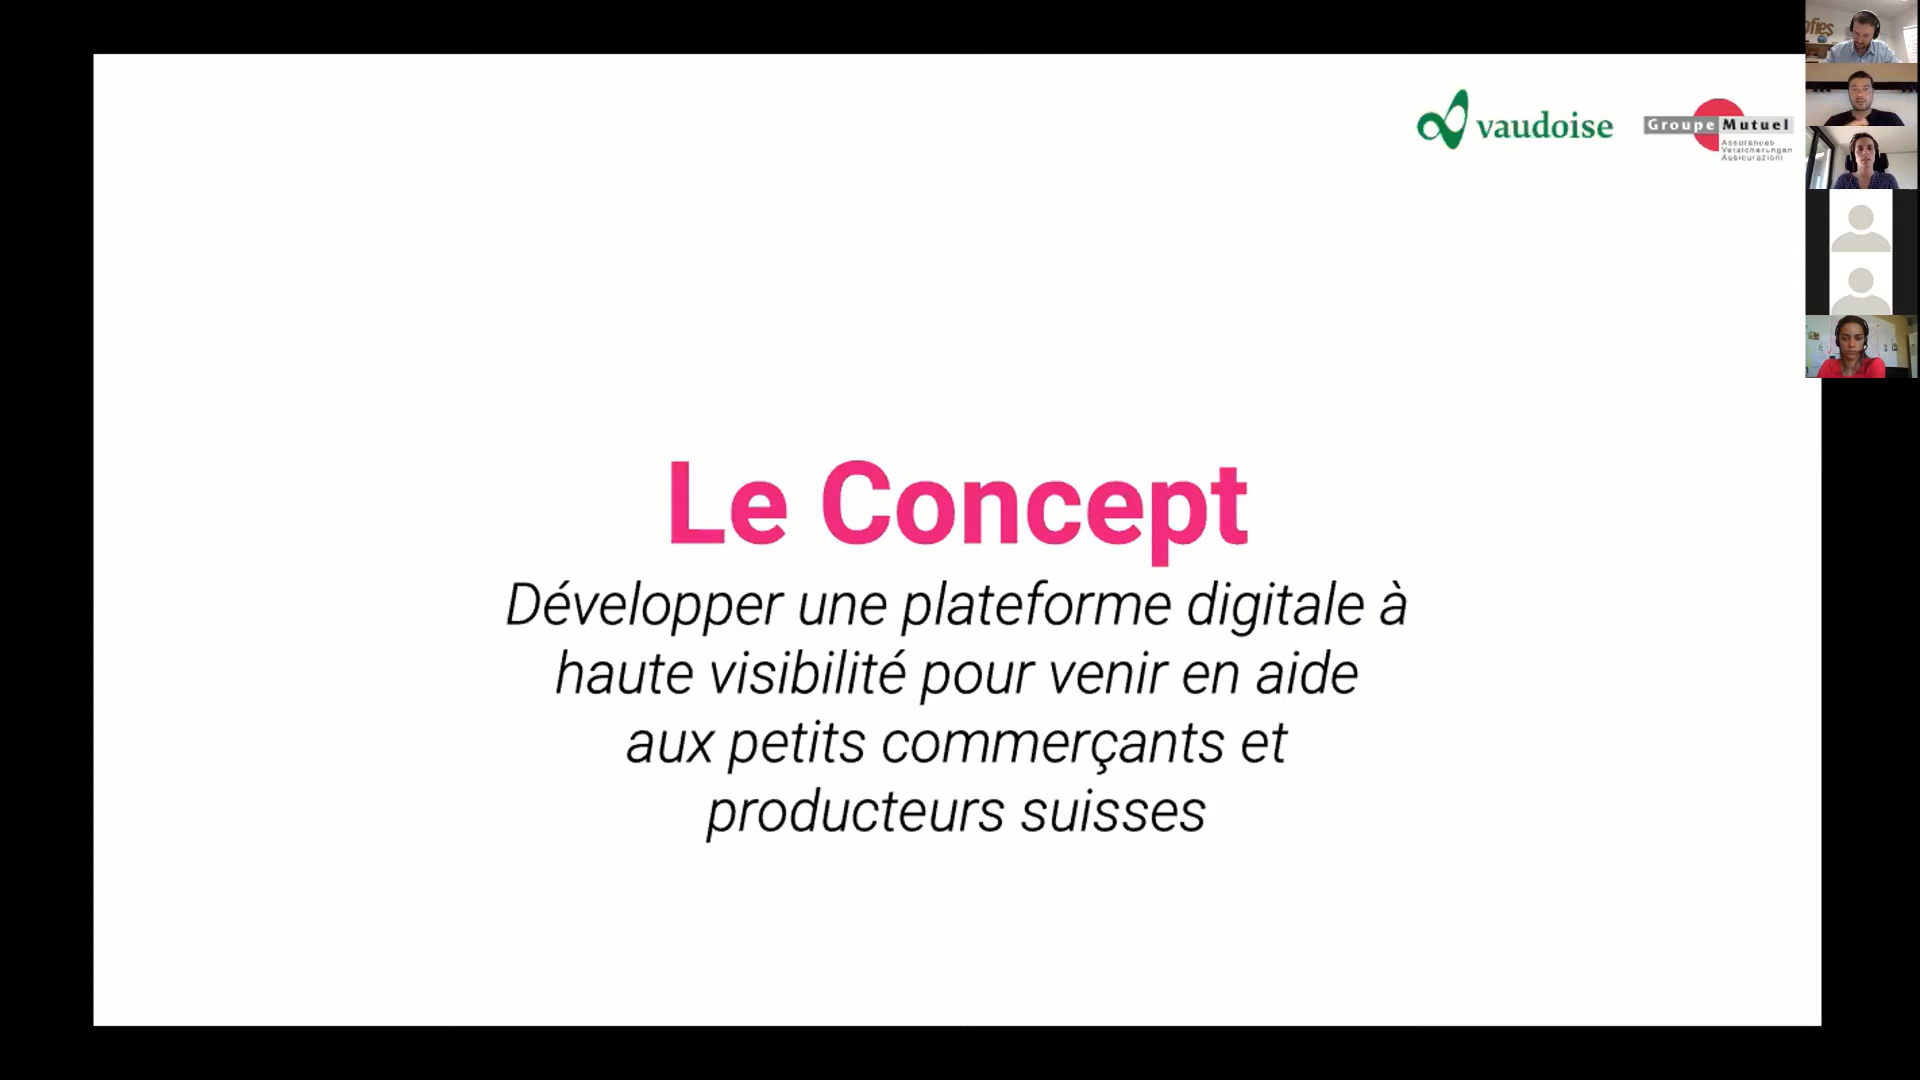 vaudoise
Groupe Mutuel
Assurances
Versicherungen
Assicurazioni
Le Concept
Développer une plateforme digitale à
haute visibilité pour venir en aide
aux petits commerçants et
producteurs suisses